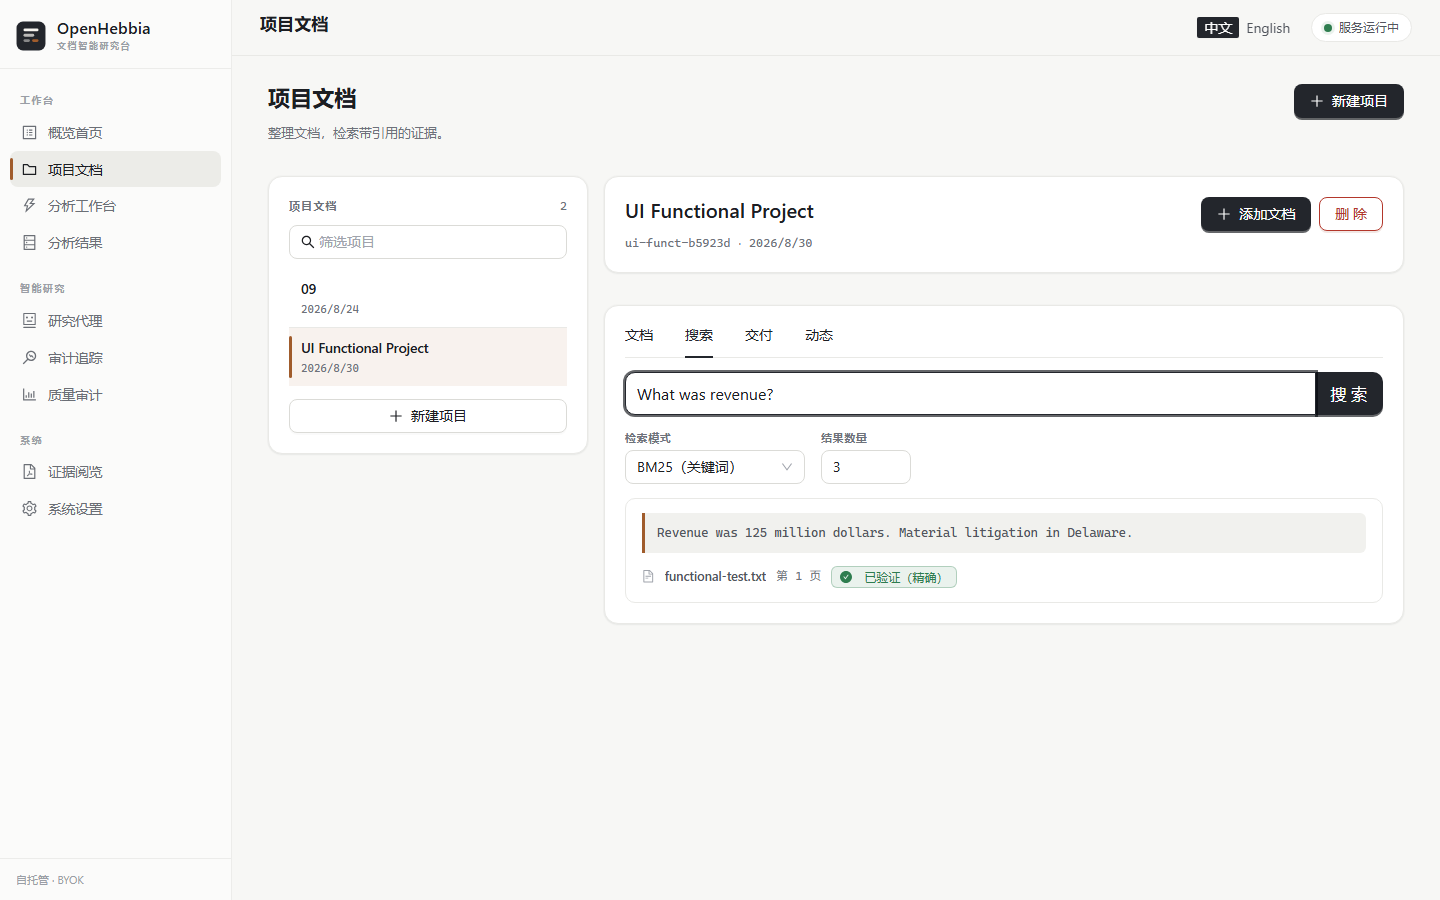 OpenHebbia
文档智能研究台
工作台
概览首页
项目文档
分析工作台
分析结果
智能研究
研究代理
审计追踪
质量审计
系统
证据阅览
系统设置
自托管 · BYOK
项目文档
中文 English 服务运行中
项目文档
整理文档，检索带引用的证据。
新建项目
项目文档 2
筛选项目
09
2026/8/24
UI Functional Project
2026/8/30
新建项目
UI Functional Project
ui-funct-b5923d · 2026/8/30
添加文档 删除
文档 搜索 交付 动态
What was revenue? 搜索
检索模式 结果数量
BM25（关键词） 3
Revenue was 125 million dollars. Material litigation in Delaware.
functional-test.txt 第 1 页 已验证（精确）